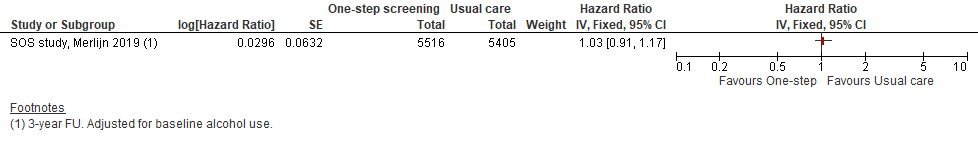 One-step screening Usual care Hazard Ratio Hazard Ratio
Study or Subgroup log[Hazard Ratio] SE Total Total Weight IV, Fixed, 95% CI IV, Fixed, 95% CI
SOS study, Merlijn 2019 (1) 0.0296 0.0632 5516 5405 1.03 [0.91, 1.17]
0.1 0.2 0.5 1 2 5 10
Favours One-step Favours Usual care
Footnotes
(1) 3-year FU. Adjusted for baseline alcohol use.